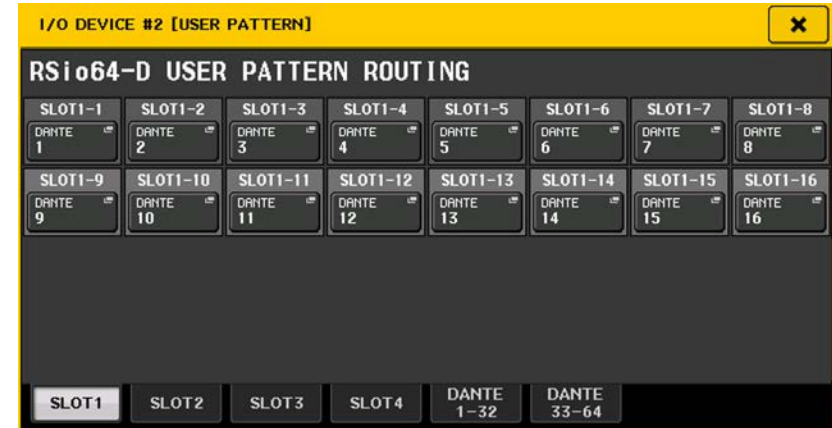 I/O DEVICE #2 [USER PATTERN]
RSio64-D USER PATTERN ROUTING
SLOT1-1 SLOT1-2 SLOT1-3 SLOT1-4 SLOT1-5 SLOT1-6 SLOT1-7 SLOT1-8
DANTE DANTE DANTE DANTE DANTE DANTE DANTE DANTE
1 2 3 4 5 6 7 8
SLOT1-9 SLOT1-10 SLOT1-11 SLOT1-12 SLOT1-13 SLOT1-14 SLOT1-15 SLOT1-16
DANTE DANTE DANTE DANTE DANTE DANTE DANTE DANTE
9 10 11 12 13 14 15 16
SLOT1 SLOT2 SLOT3 SLOT4 DANTE DANTE
1-32 33-64